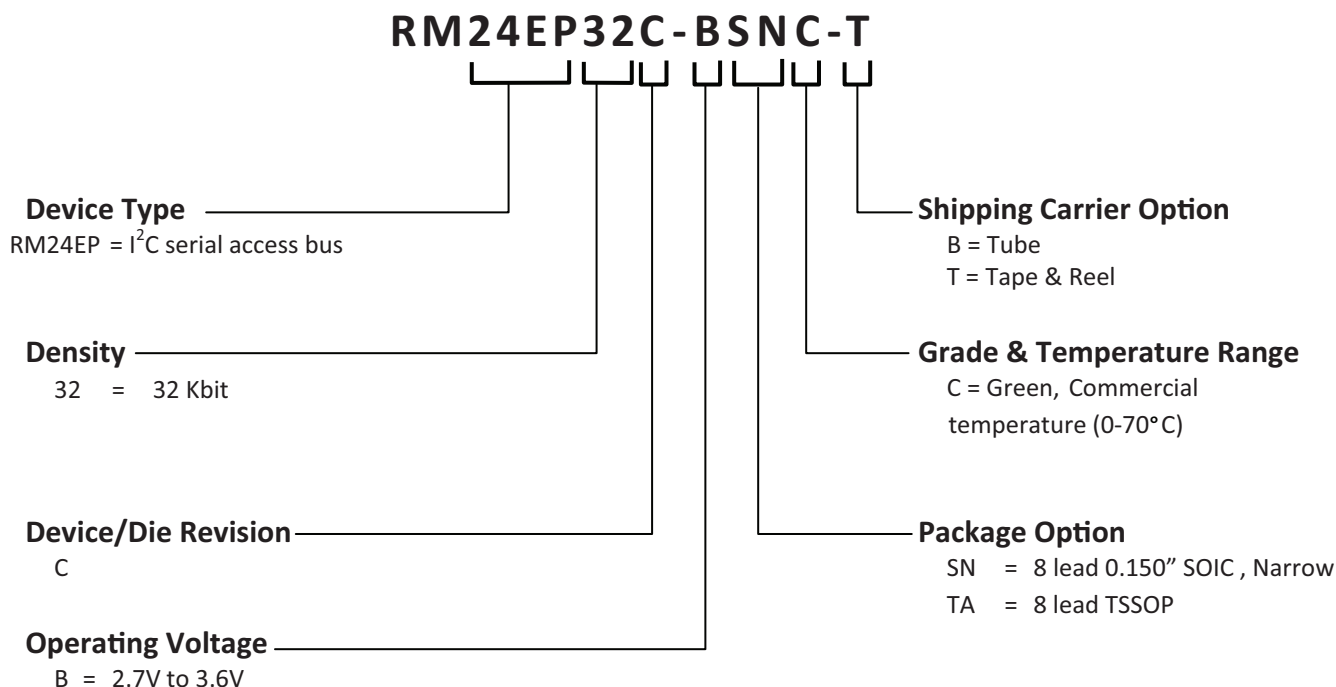 RM24EP32C-BSNC-T
Device Type
RM24EP = I²C serial access bus
Density
32 = 32 Kbit
Device/Die Revision
C
Operating Voltage
B = 2.7V to 3.6V
Shipping Carrier Option
B = Tube
T = Tape & Reel
Grade & Temperature Range
C = Green, Commercial
temperature (0-70°C)
Package Option
SN = 8 lead 0.150” SOIC , Narrow
TA = 8 lead TSSOP